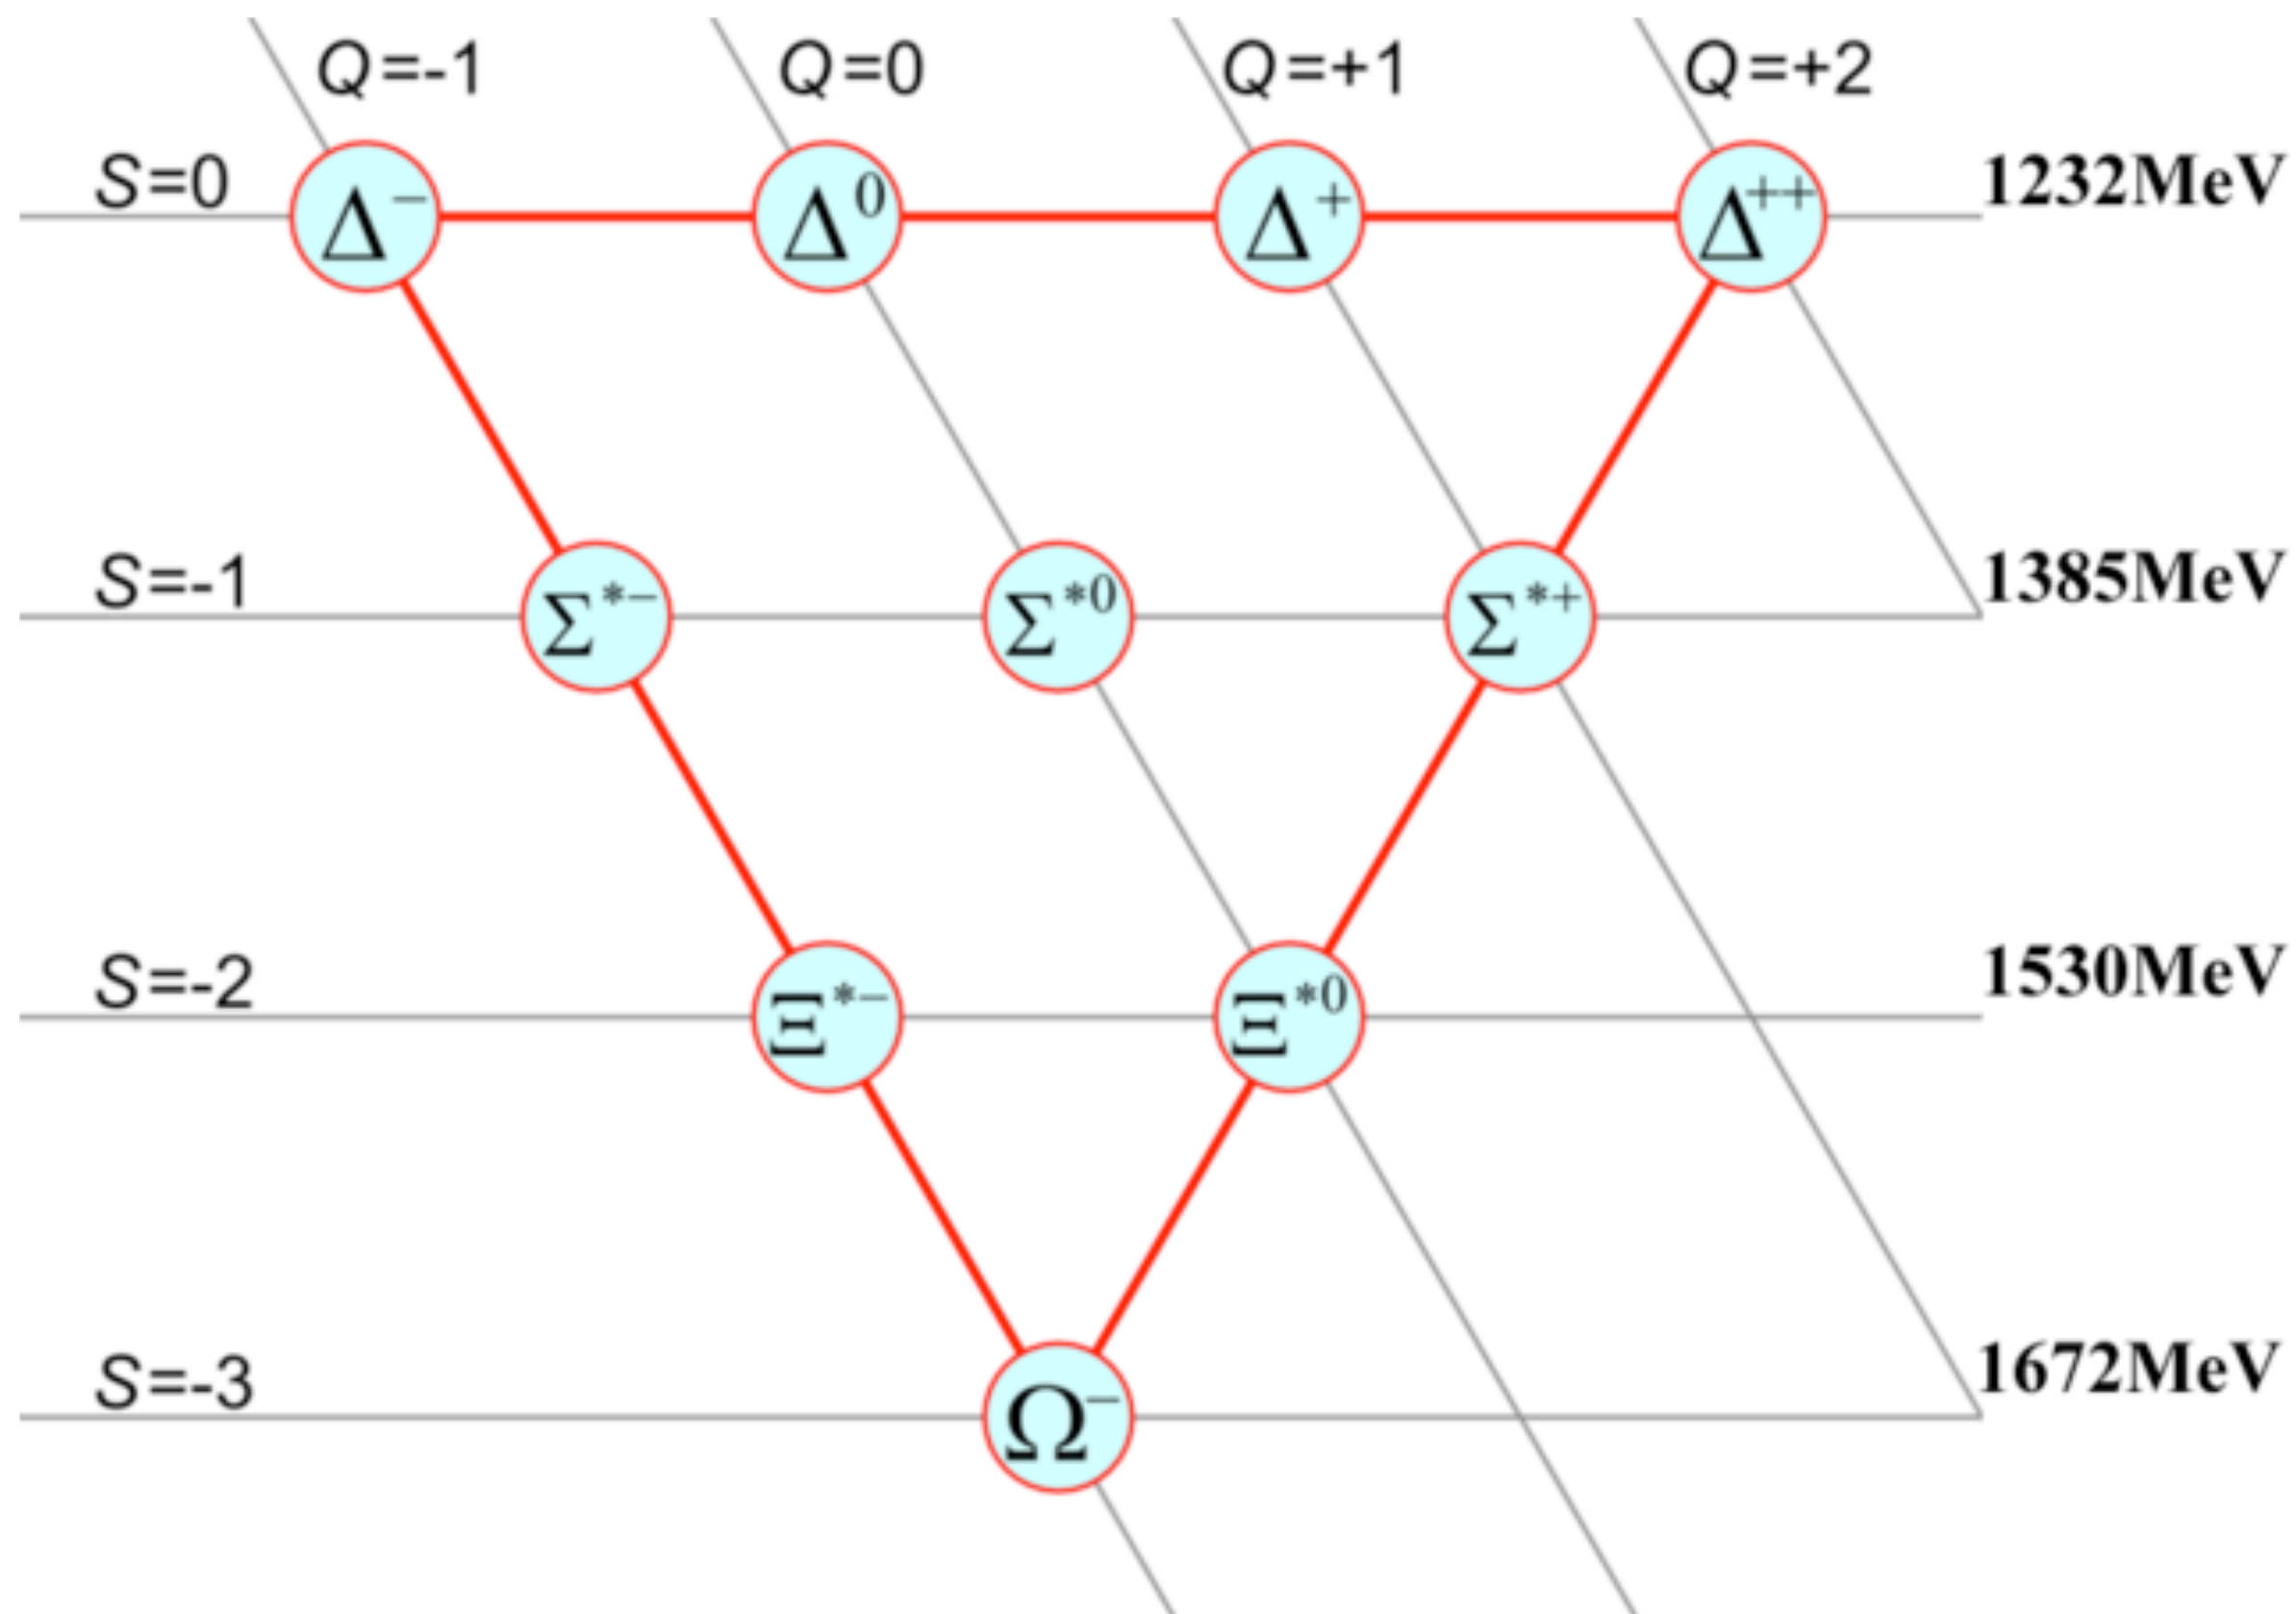 Q=-1 Q=0 Q=+1 Q=+2
S=0 Δ⁻ Δ⁰ Δ⁺ Δ⁺⁺ 1232MeV
S=-1 Σ*⁻ Σ*⁰ Σ*⁺ 1385MeV
S=-2 Ξ*⁻ Ξ*⁰ 1530MeV
S=-3 Ω⁻ 1672MeV